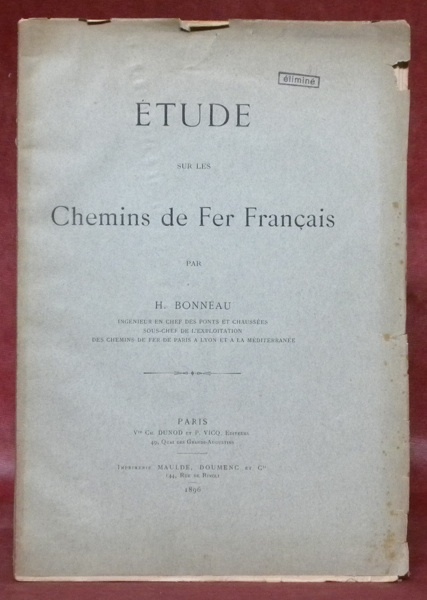 éliminé
ÉTUDE
SUR LES
Chemins de Fer Français
PAR
H. BONNEAU
INGÉNIEUR EN CHEF DES PONTS ET CHAUSSÉES
SOUS-CHEF DE L'EXPLOITATION
DES CHEMINS DE FER DE PARIS A LYON ET A LA MÉDITERRANÉE
PARIS
Vve CH. DUNOD ET P. VICQ, ÉDITEURS
49, QUAI DES GRANDS-AUGUSTINS
IMPRIMERIE MAULDE, DOUMENC ET Cie
144, RUE DE RIVOLI
1896